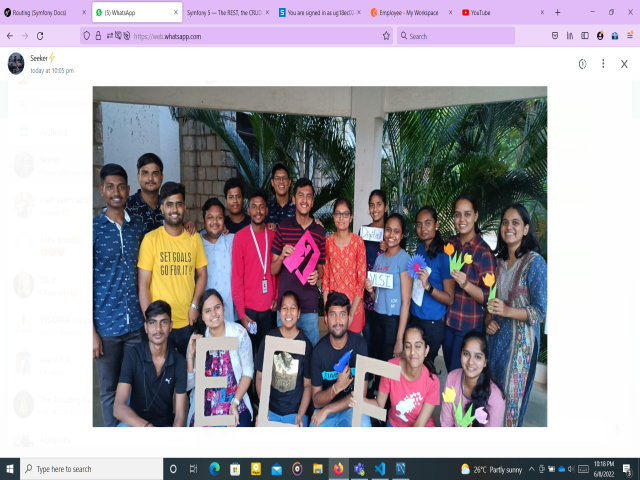 Routing (Symfony Docs)
(5) WhatsApp
Symfony 5 — The REST, the CRUD
You are signed in as ug18ec0
Employee - My Workspace
YouTube
https://web.whatsapp.com
Search
Seeker⚡
today at 10:05 pm
SET GOALS
GO FOR IT
E E F
Type here to search
26°C Partly sunny
10:18 PM
6/8/2022